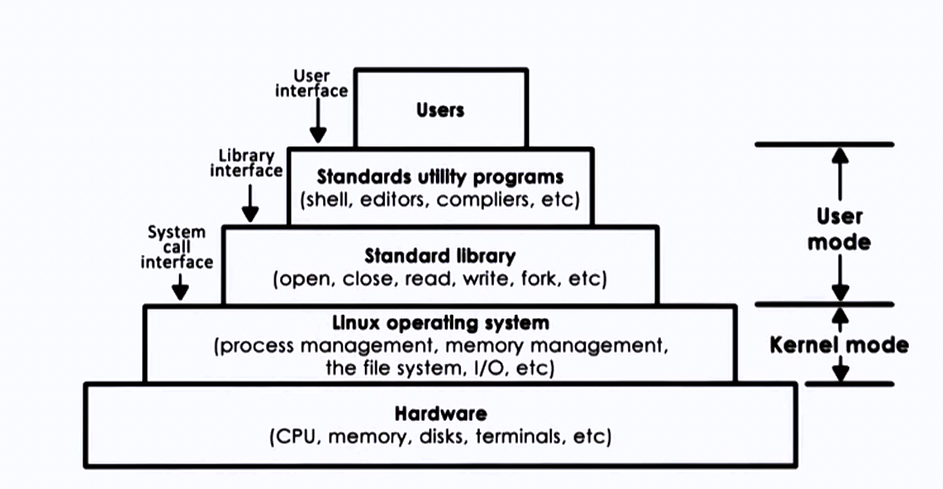 User
interface
Users
Library
interface
Standards utility programs
(shell, editors, compliers, etc)
System
call
interface
Standard library
(open, close, read, write, fork, etc)
User
mode
Linux operating system
(process management, memory management,
the file system, I/O, etc)
Kernel mode
Hardware
(CPU, memory, disks, terminals, etc)